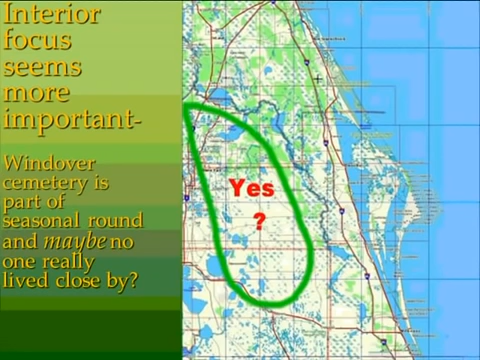 Interior
focus
seems
more
important-
Windover
cemetery is
part of
seasonal round
and maybe no
one really
lived close by?
Yes
?